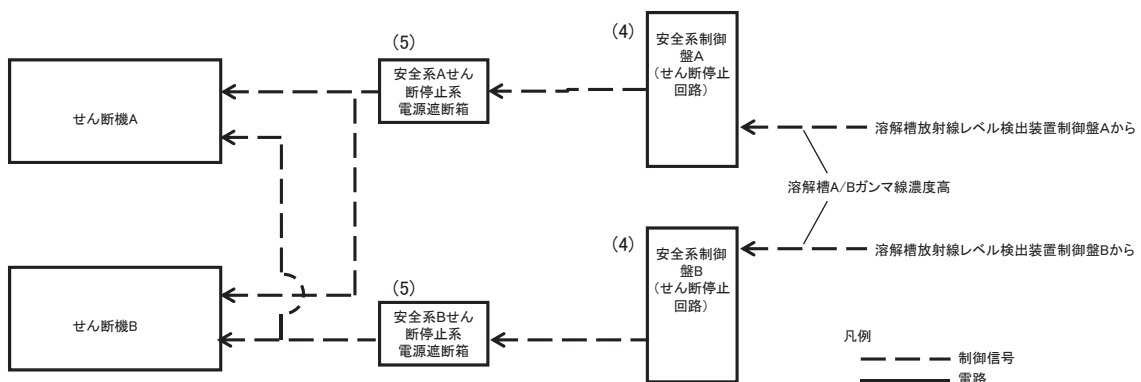 (4)
安全系制御
盤A
(せん断停止
回路)
(5)
安全系Aせん
断停止系
電源遮断箱
せん断機A
溶解槽放射線レベル検出装置制御盤Aから
溶解槽A/Bガンマ線濃度高
(4)
安全系制御
盤B
(せん断停止
回路)
溶解槽放射線レベル検出装置制御盤Bから
(5)
安全系Bせん
断停止系
電源遮断箱
せん断機B
凡例
制御信号
電路